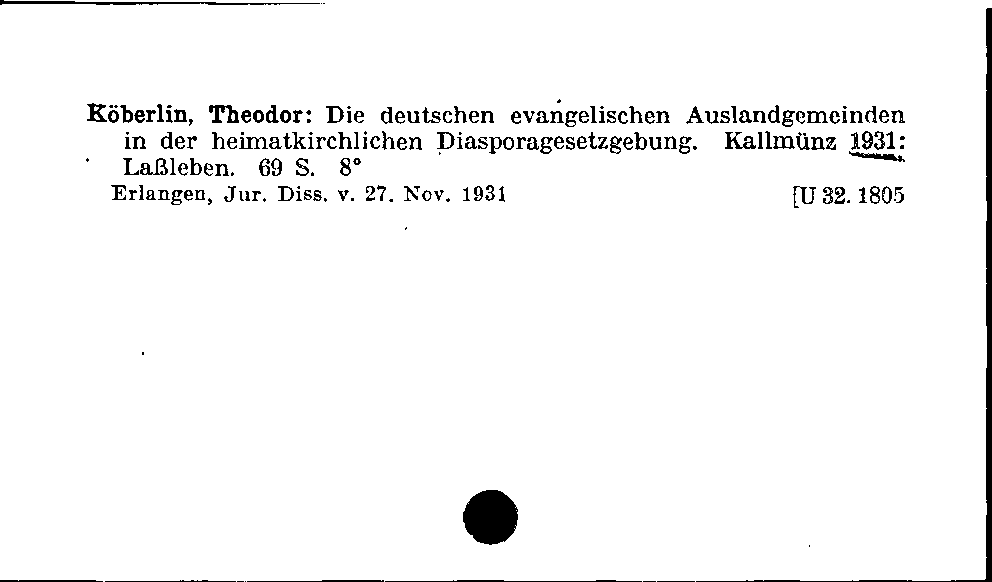 Köberlin, Theodor: Die deutschen evangelischen Auslandgemeinden
in der heimatkirchlichen Diasporagesetzgebung. Kallmünz 1931:
Laßleben. 69 S. 8°
Erlangen, Jur. Diss. v. 27. Nov. 1931 [U 32. 1805